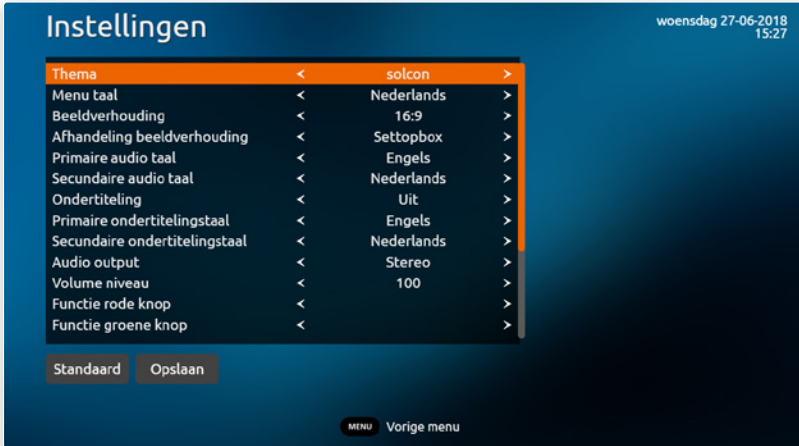 Instellingen
woensdag 27-06-2018
15:27
Thema < solcon >
Menu taal < Nederlands >
Beeldverhouding < 16:9 >
Afhandeling beeldverhouding < Settopbox >
Primaire audio taal < Engels >
Secundaire audio taal < Nederlands >
Ondertiteling < Uit >
Primaire ondertitelingstaal < Engels >
Secundaire ondertitelingstaal < Nederlands >
Audio output < Stereo >
Volume niveau < 100 >
Functie rode knop < >
Functie groene knop < >
Standaard Opslaan
MENU Vorige menu